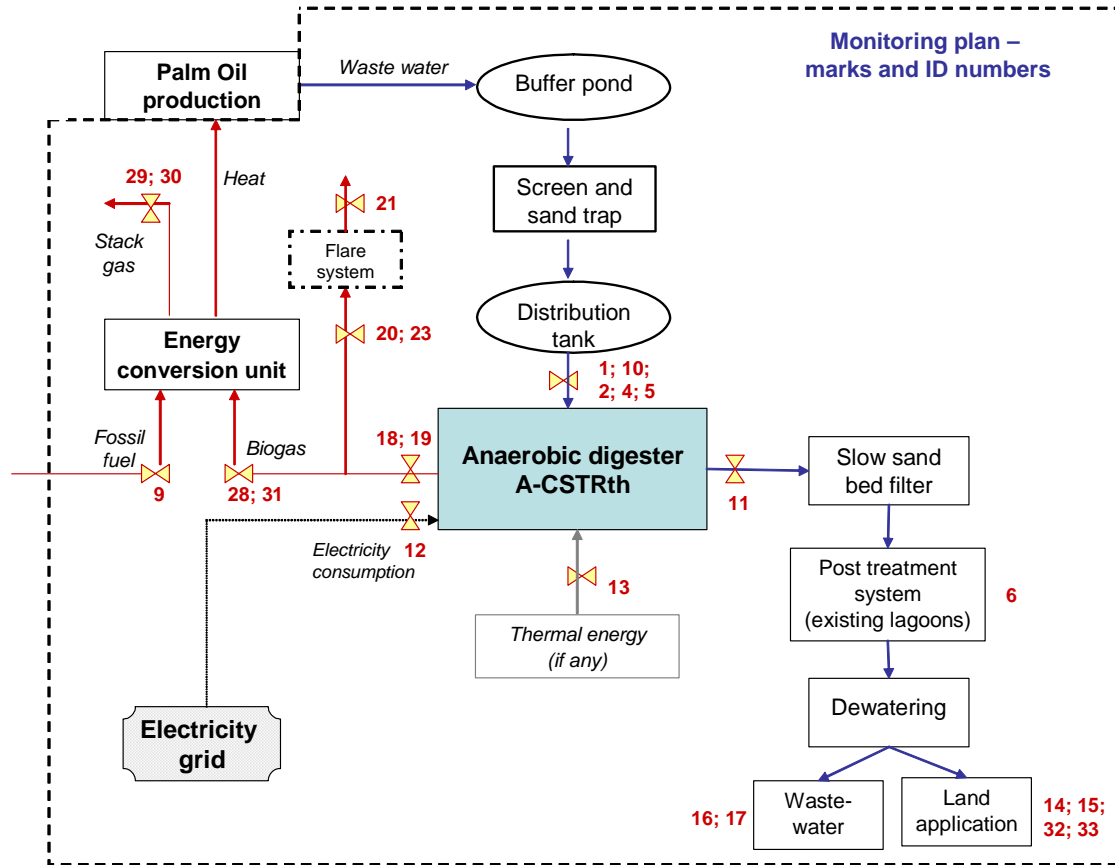 Monitoring plan –
marks and ID numbers
Palm Oil
production
Waste water
Buffer pond
29; 30
Heat
21
Screen and
sand trap
Stack
gas
Flare
system
Distribution
tank
20; 23
Energy
conversion unit
1; 10;
2; 4; 5
Fossil
fuel
Biogas
18; 19
Anaerobic digester
A-CSTRth
Slow sand
bed filter
9
28; 31
11
Electricity
consumption
12
13
Post treatment
system
(existing lagoons)
6
Thermal energy
(if any)
Dewatering
Electricity
grid
16; 17
Waste-
water
Land
application
14; 15;
32; 33